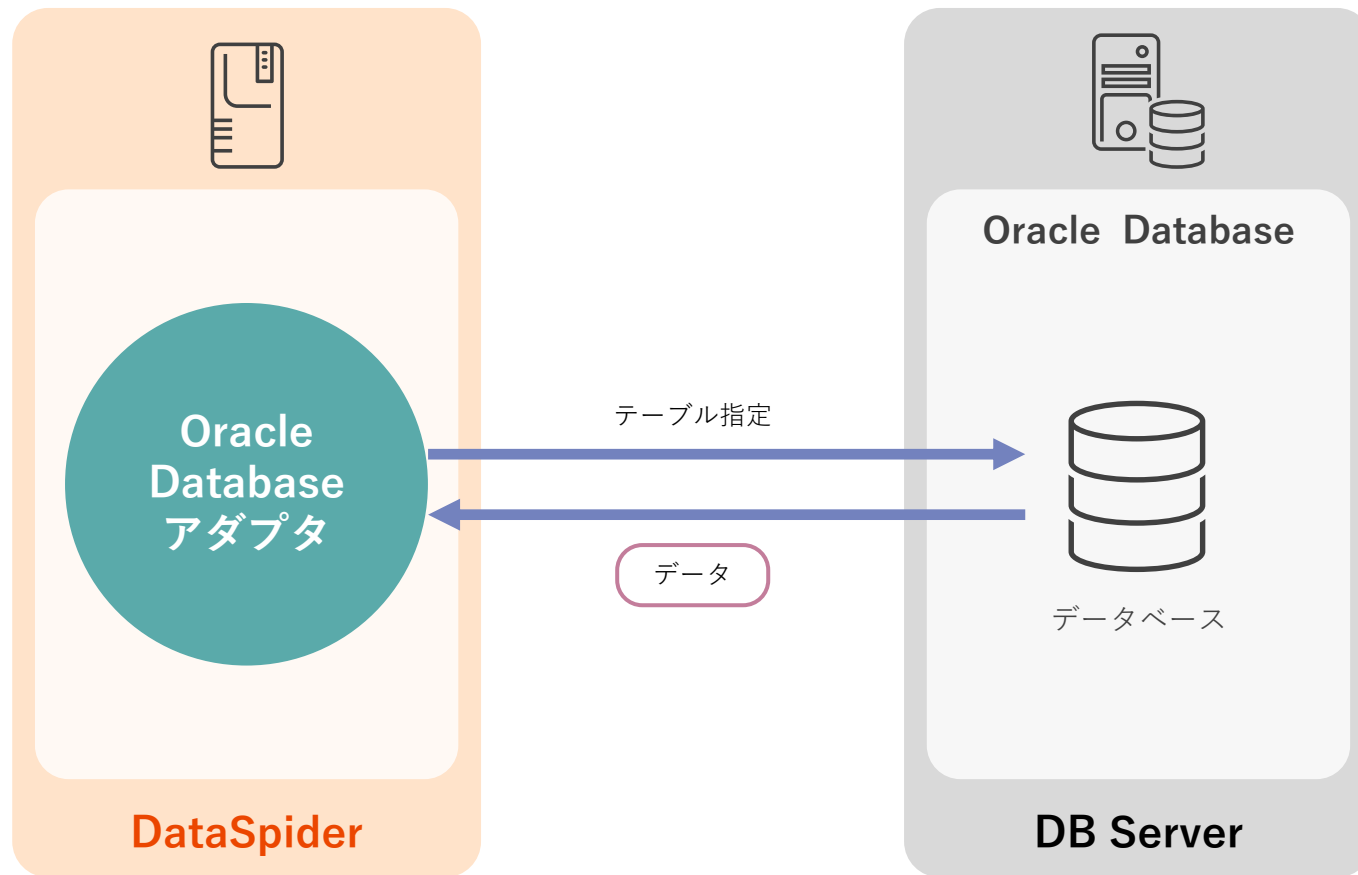 Oracle Database
Oracle
Database
アダプタ
テーブル指定
データ
データベース
DataSpider
DB Server